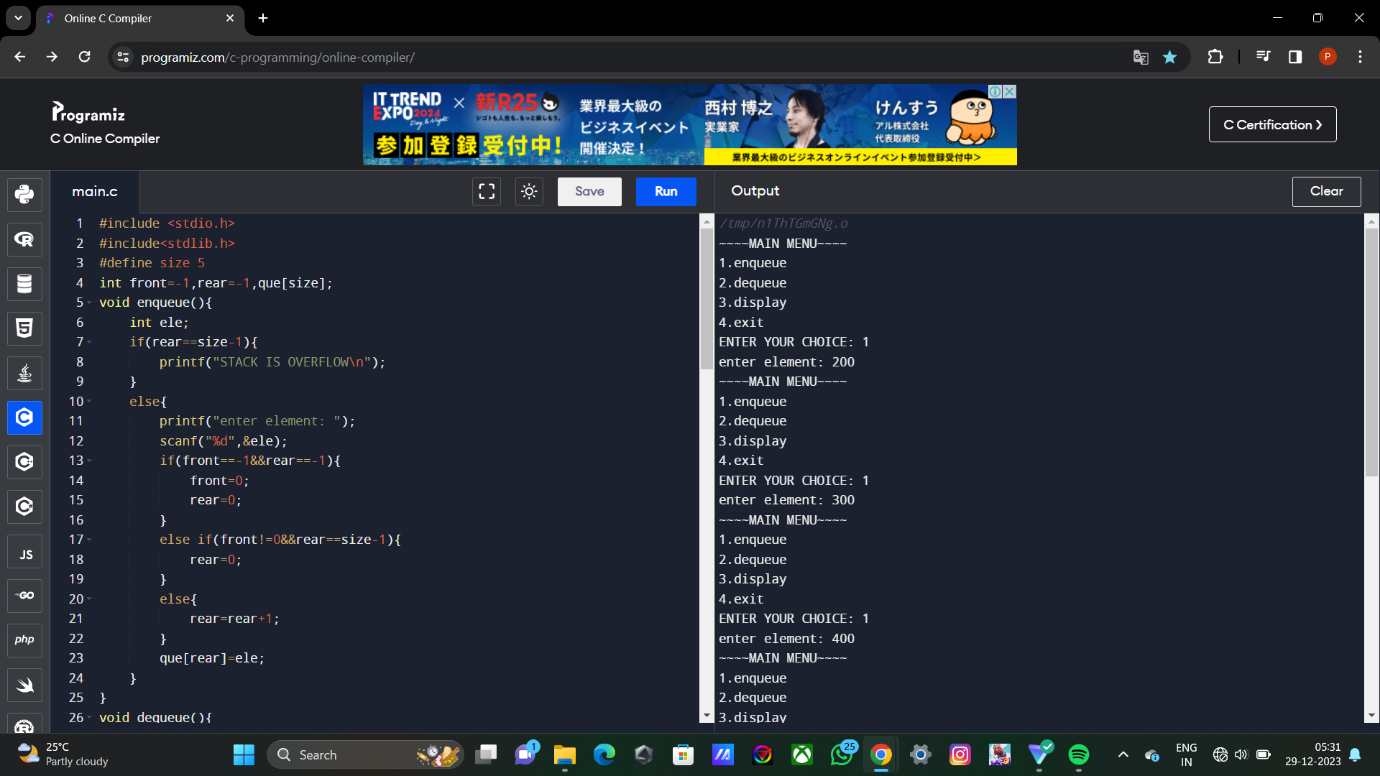 Online C Compiler
programiz.com/c-programming/online-compiler/
P
Programiz
C Online Compiler
IT TREND EXPO 2024 Day & Night
×
新R25
参加登録受付中!
業界最大級の
ビジネスイベント
開催決定!
西村 博之
実業家
けんすう
アル株式会社
代表取締役
業界最大級のビジネスオンラインイベント参加登録受付中>
C Certification >
main.c
Save
Run
Output
Clear
1 #include <stdio.h>
2 #include<stdlib.h>
3 #define size 5
4 int front=-1,rear=-1,que[size];
5 void enqueue(){
6 int ele;
7 if(rear==size-1){
8 printf("STACK IS OVERFLOW\n");
9 }
10 else{
11 printf("enter element: ");
12 scanf("%d",&ele);
13 if(front==-1&&rear==-1){
14 front=0;
15 rear=0;
16 }
17 else if(front!=0&&rear==size-1){
18 rear=0;
19 }
20 else{
21 rear=rear+1;
22 }
23 que[rear]=ele;
24 }
25 }
26 void dequeue(){
/tmp/n1ThTGmGNg.o
~~~~MAIN MENU~~~~
1.enqueue
2.dequeue
3.display
4.exit
ENTER YOUR CHOICE: 1
enter element: 200
~~~~MAIN MENU~~~~
1.enqueue
2.dequeue
3.display
4.exit
ENTER YOUR CHOICE: 1
enter element: 300
~~~~MAIN MENU~~~~
1.enqueue
2.dequeue
3.display
4.exit
ENTER YOUR CHOICE: 1
enter element: 400
~~~~MAIN MENU~~~~
1.enqueue
2.dequeue
3.display
JS
GO
php
25°C
Partly cloudy
Search
1
25
ENG
IN
05:31
29-12-2023